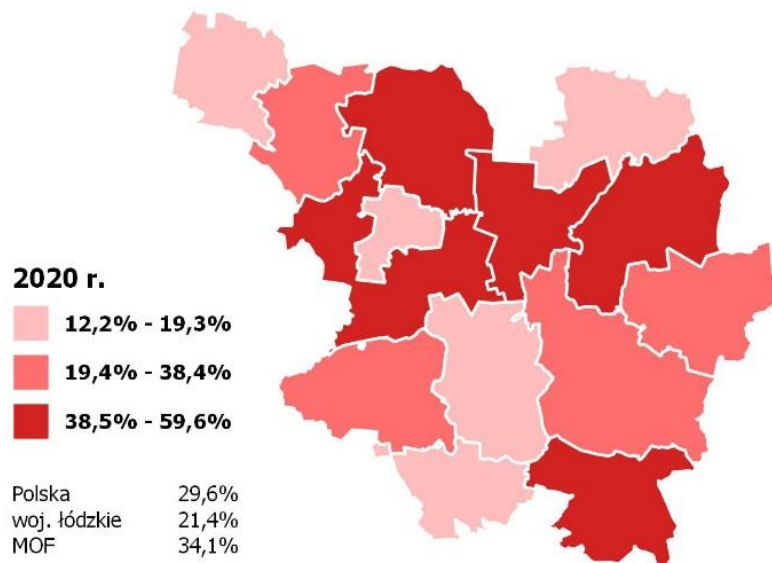 2020 r.
12,2% - 19,3%
19,4% - 38,4%
38,5% - 59,6%
Polska 29,6%
woj. łódzkie 21,4%
MOF 34,1%